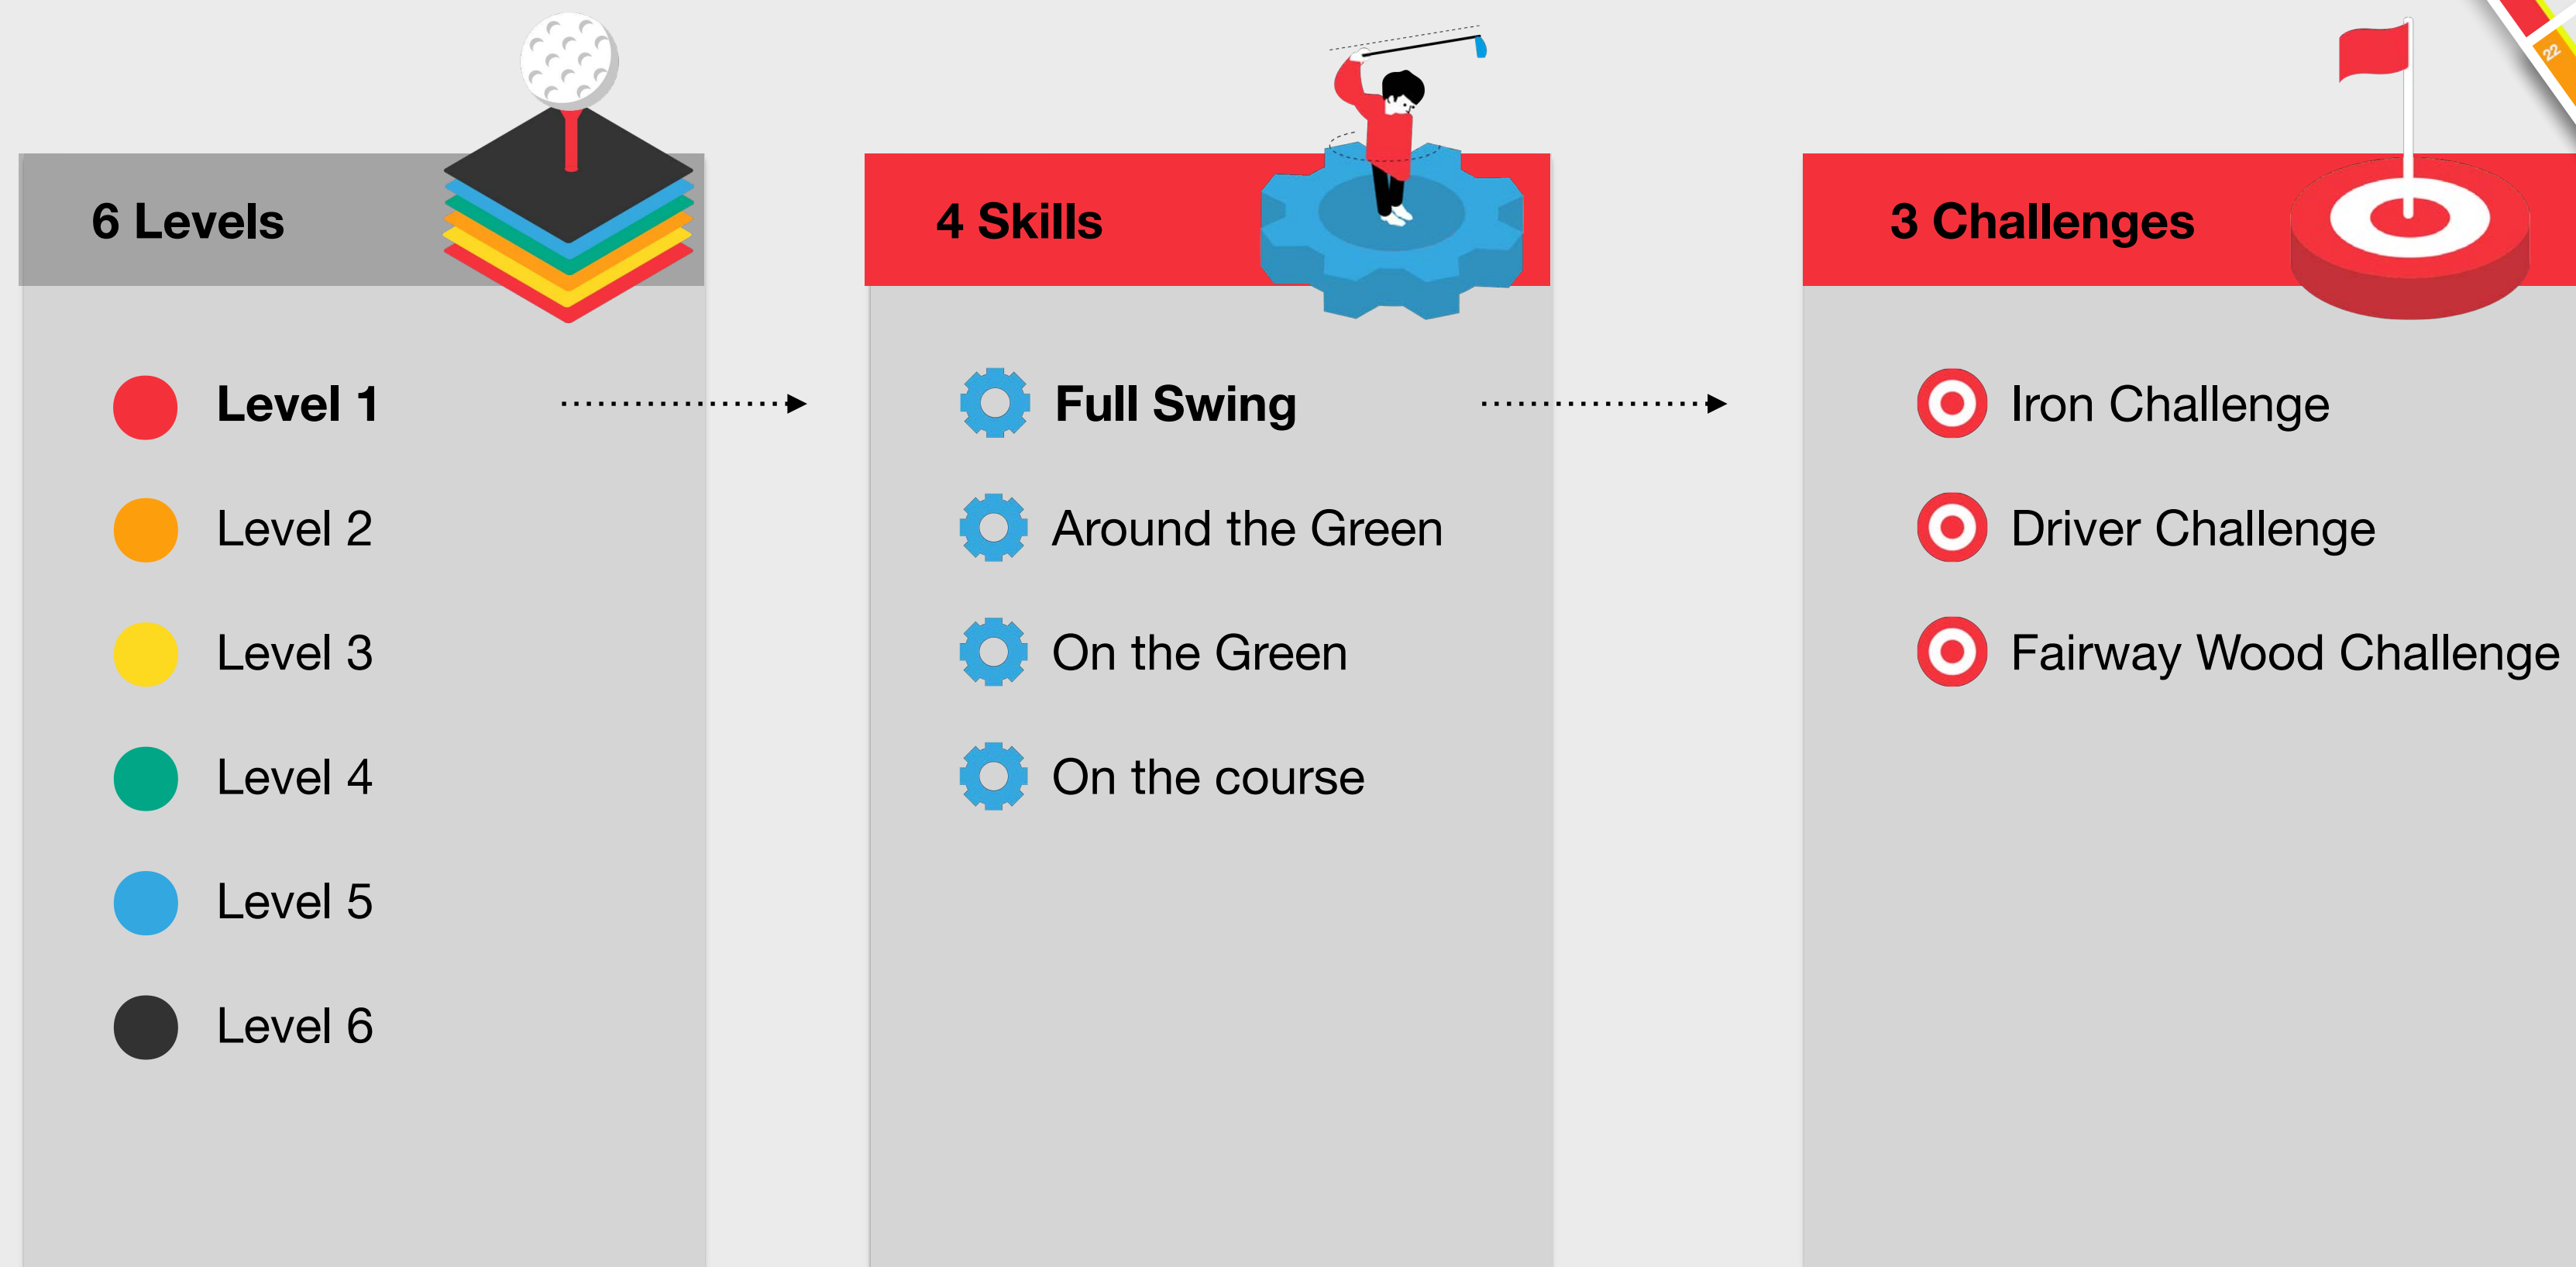 22
6 Levels
4 Skills
3 Challenges
Level 1
Level 2
Level 3
Level 4
Level 5
Level 6
Full Swing
Around the Green
On the Green
On the course
Iron Challenge
Driver Challenge
Fairway Wood Challenge